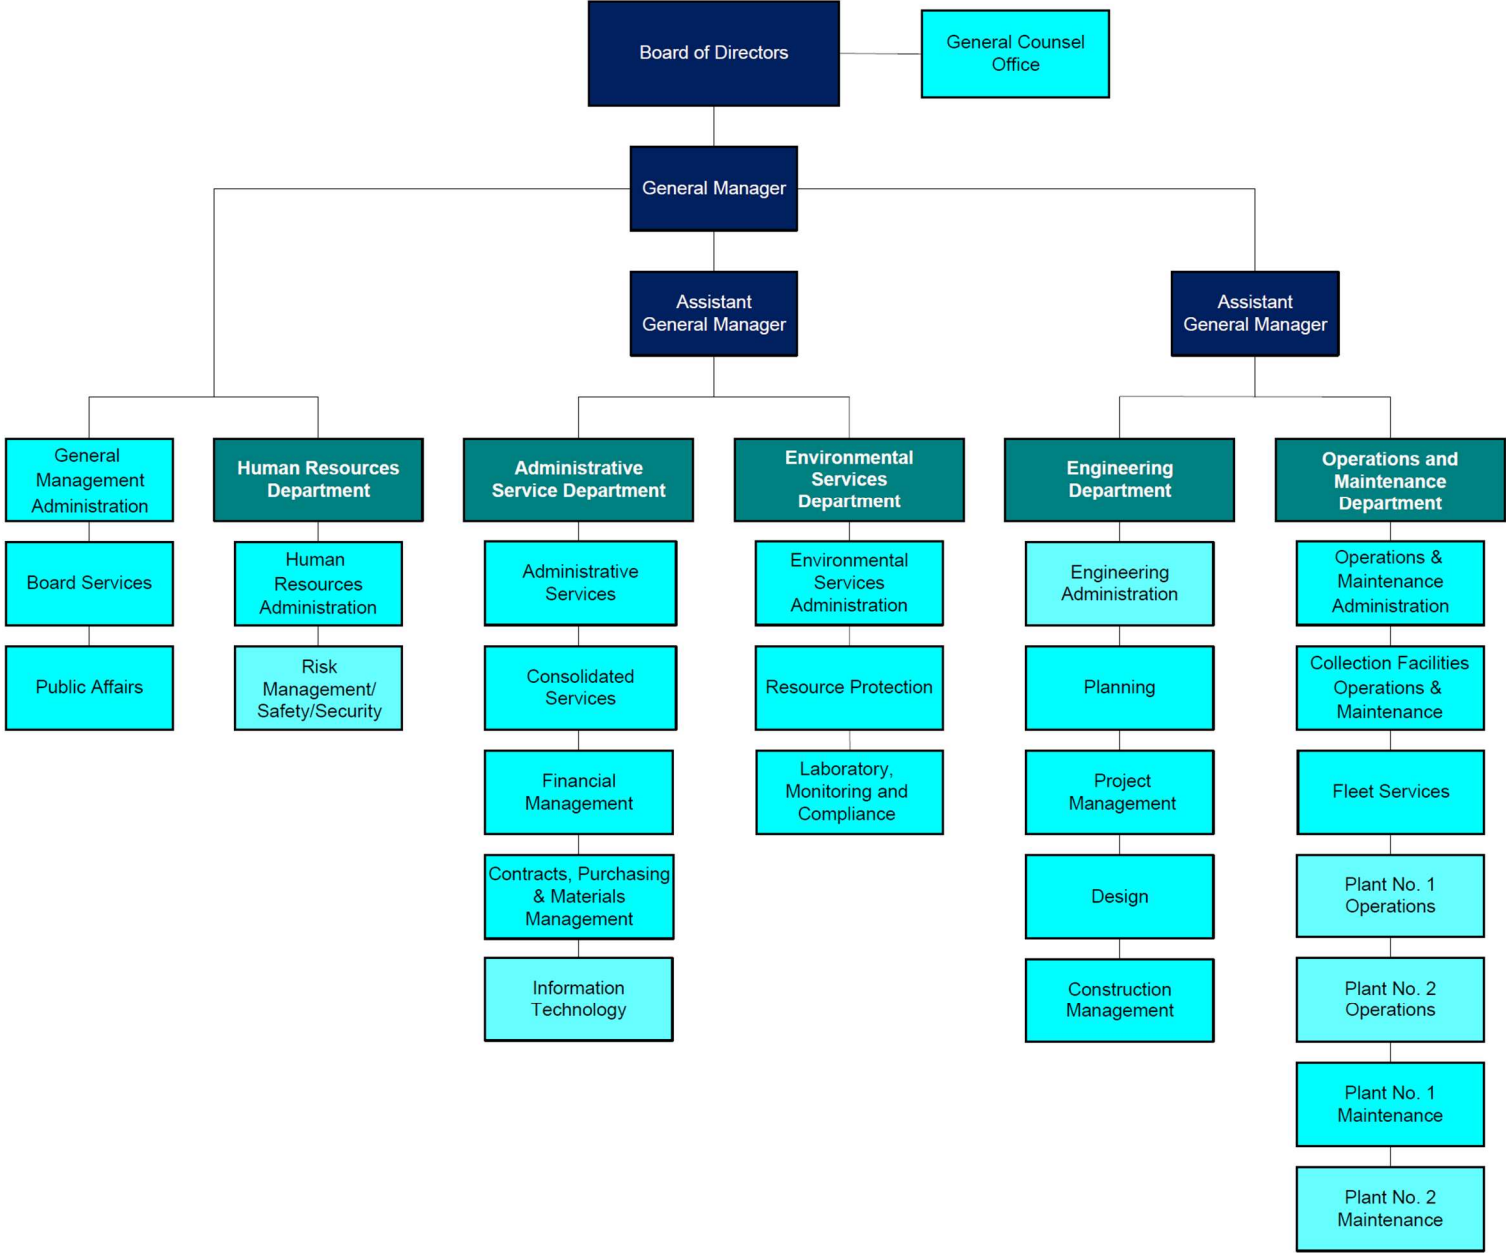 Board of Directors
General Counsel
Office
General Manager
Assistant
General Manager
Assistant
General Manager
General
Management
Administration
Board Services
Public Affairs
Human Resources
Department
Human
Resources
Administration
Risk
Management/
Safety/Security
Administrative
Service Department
Administrative
Services
Consolidated
Services
Financial
Management
Contracts, Purchasing
& Materials
Management
Information
Technology
Environmental
Services
Department
Environmental
Services
Administration
Resource Protection
Laboratory,
Monitoring and
Compliance
Engineering
Department
Engineering
Administration
Planning
Project
Management
Design
Construction
Management
Operations and
Maintenance
Department
Operations &
Maintenance
Administration
Collection Facilities
Operations &
Maintenance
Fleet Services
Plant No. 1
Operations
Plant No. 2
Operations
Plant No. 1
Maintenance
Plant No. 2
Maintenance